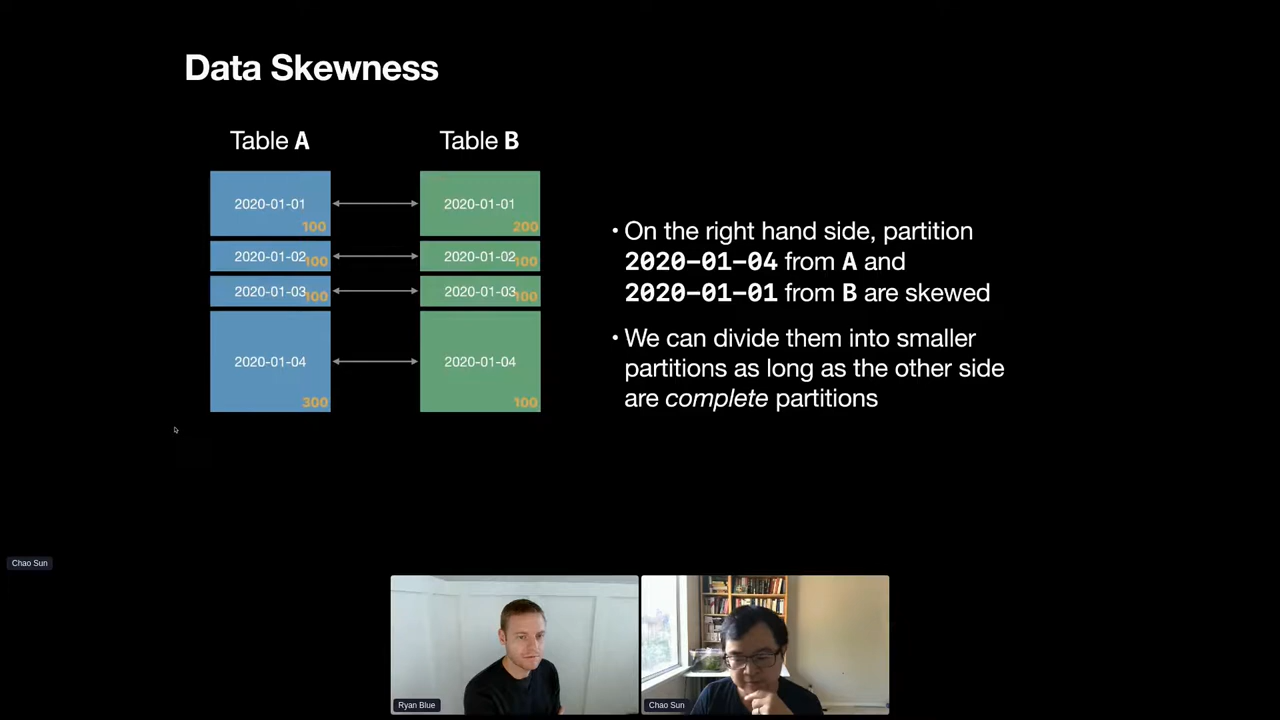 Data Skewness
Table A
Table B
2020-01-01
100
2020-01-01
200
2020-01-02
100
2020-01-02
100
2020-01-03
100
2020-01-03
100
2020-01-04
300
2020-01-04
100
• On the right hand side, partition
2020-01-04 from A and
2020-01-01 from B are skewed
• We can divide them into smaller
partitions as long as the other side
are complete partitions
Chao Sun
Ryan Blue
Chao Sun